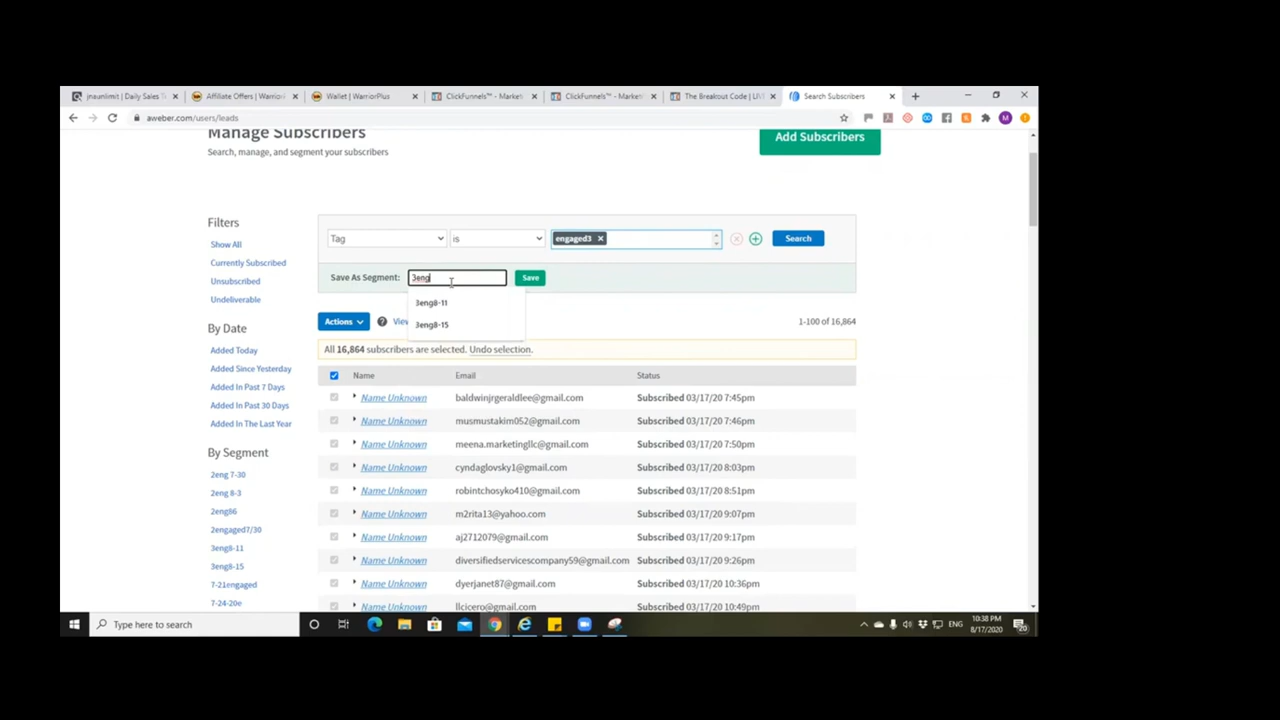 jnaunlimit | Daily Sales
Affiliate Offers | Warrior
Wallet | WarriorPlus
ClickFunnels™ - Market
ClickFunnels™ - Market
The Breakout Code | LIV
Search Subscribers
aweber.com/users/leads
Manage Subscribers
Search, manage, and segment your subscribers
Add Subscribers
Filters
Show All
Currently Subscribed
Unsubscribed
Undeliverable
By Date
Added Today
Added Since Yesterday
Added In Past 7 Days
Added In Past 30 Days
Added In The Last Year
By Segment
2eng 7-30
2eng 8-3
2eng86
2engaged7/30
3eng8-11
3eng8-15
7-21engaged
7-24-20e
Tag is engaged3 Search
Save As Segment: 3eng Save
3eng8-11
3eng8-15
Actions View 1-100 of 16,864
All 16,864 subscribers are selected. Undo selection.
Name Email Status
Name Unknown baldwinjrgeraldlee@gmail.com Subscribed 03/17/20 7:45pm
Name Unknown musmustakim052@gmail.com Subscribed 03/17/20 7:46pm
Name Unknown meena.marketingllc@gmail.com Subscribed 03/17/20 7:50pm
Name Unknown cyndaglovsky1@gmail.com Subscribed 03/17/20 8:03pm
Name Unknown robintchosyko410@gmail.com Subscribed 03/17/20 8:51pm
Name Unknown m2rita13@yahoo.com Subscribed 03/17/20 9:07pm
Name Unknown aj2712079@gmail.com Subscribed 03/17/20 9:17pm
Name Unknown diversifiedservicescompany59@gmail.com Subscribed 03/17/20 9:26pm
Name Unknown dyerjanet87@gmail.com Subscribed 03/17/20 10:36pm
Name Unknown llcicero@gmail.com Subscribed 03/17/20 10:49pm
Type here to search
ENG
10:38 PM
8/17/2020
20